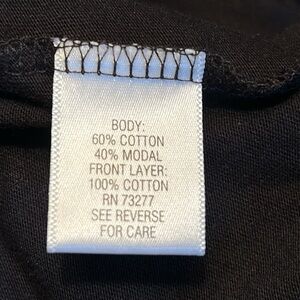 BODY:
60% COTTON
40% MODAL
FRONT LAYER:
100% COTTON
RN 73277
SEE REVERSE
FOR CARE